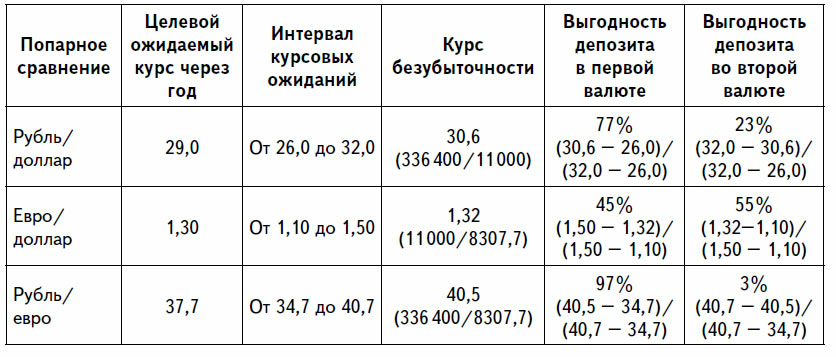 Попарное
сравнение
Целевой
ожидаемый
курс через
год
Интервал
курсовых
ожиданий
Курс
безубыточности
Выгодность
депозита
в первой
валюте
Выгодность
депозита
во второй
валюте
Рубль/
доллар
29,0
От 26,0 до 32,0
30,6
(336 400/11000)
77%
(30,6 — 26,0)/
(32,0 — 26,0)
23%
(32,0 — 30,6)/
(32,0 — 26,0)
Евро/
доллар
1,30
От 1,10 до 1,50
1,32
(11000/8307,7)
45%
(1,50 — 1,32)/
(1,50 — 1,10)
55%
(1,32—1,10)/
(1,50 — 1,10)
Рубль/
евро
37,7
От 34,7 до 40,7
40,5
(336 400/8307,7)
97%
(40,5 — 34,7)/
(40,7 — 34,7)
3%
(40,7 — 40,5)/
(40,7 — 34,7)